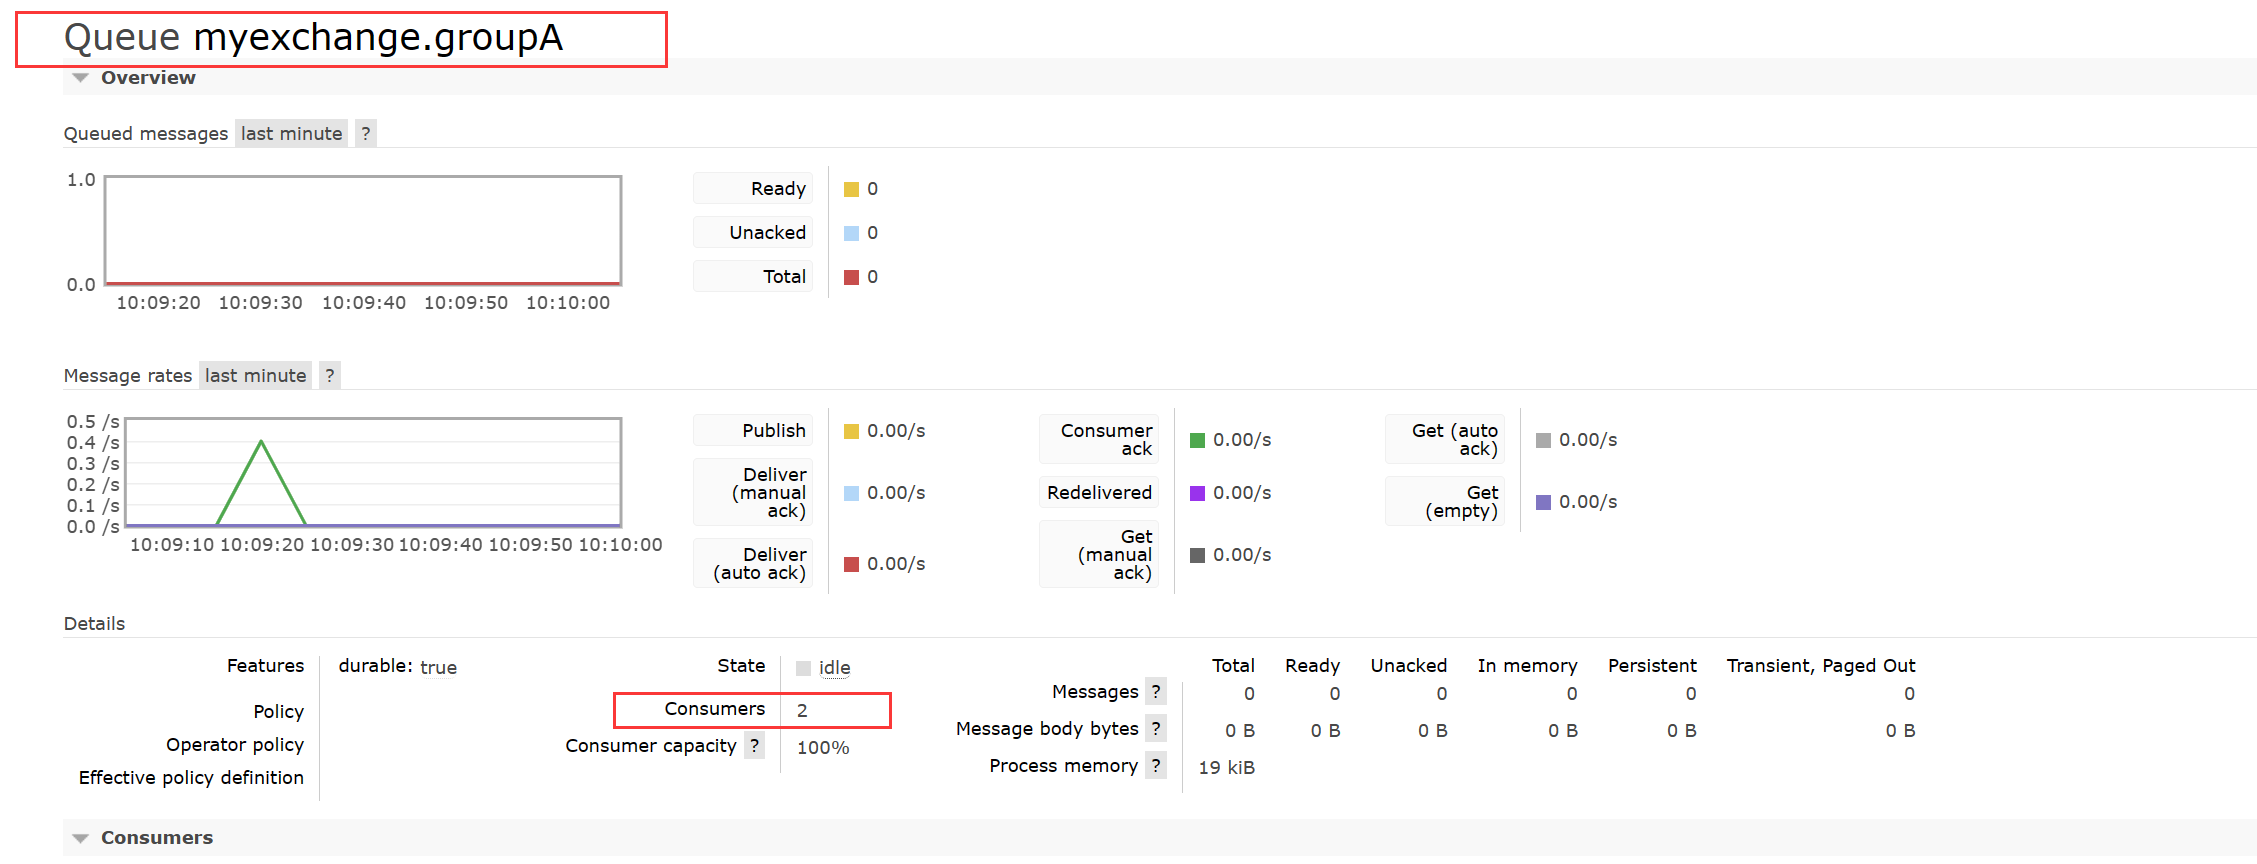 Queue myexchange.groupA
Overview
Queued messages last minute ?
1.0
0.0
10:09:20 10:09:30 10:09:40 10:09:50 10:10:00
Ready 0
Unacked 0
Total 0
Message rates last minute ?
0.5 /s
0.4 /s
0.3 /s
0.2 /s
0.1 /s
0.0 /s
10:09:10 10:09:20 10:09:30 10:09:40 10:09:50 10:10:00
Publish 0.00/s
Deliver
(manual
ack)
0.00/s
Deliver
(auto ack)
0.00/s
Consumer
ack
0.00/s
Redelivered 0.00/s
Get
(manual
ack)
0.00/s
Get (auto
ack)
0.00/s
Get
(empty)
0.00/s
Details
Features durable: true
Policy
Operator policy
Effective policy definition
State idle
Consumers 2
Consumer capacity ? 100%
Total Ready Unacked In memory Persistent Transient, Paged Out
Messages ? 0 0 0 0 0 0
Message body bytes ? 0 B 0 B 0 B 0 B 0 B 0 B
Process memory ? 19 kiB
Consumers